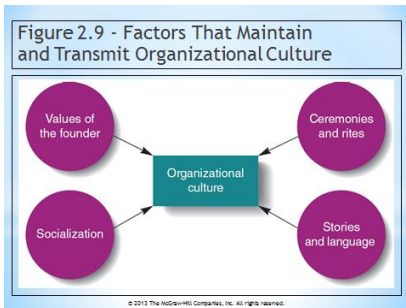 Figure 2.9 - Factors That Maintain
and Transmit Organizational Culture
Values of
the founder
Ceremonies
and rites
Organizational
culture
Socialization
Stories
and language
© 2013 The McGraw-Hill Companies, Inc. All rights reserved.